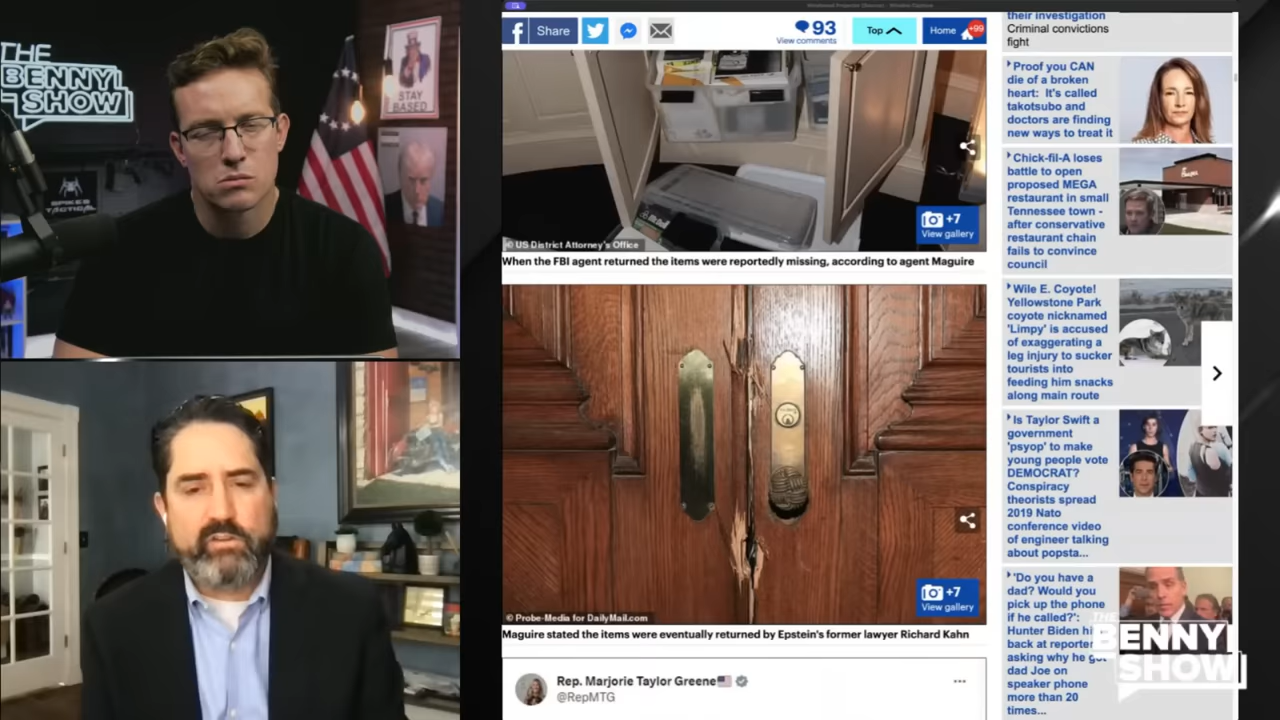 THE
BENNY
SHOW
STAY
BASED
SPIKES
TACTICAL
Share
93
View comments
Top
Home
+99
+7
View gallery
© US District Attorney's Office
When the FBI agent returned the items were reportedly missing, according to agent Maguire
+7
View gallery
© Probe-Media for DailyMail.com
Maguire stated the items were eventually returned by Epstein's former lawyer Richard Kahn
Rep. Marjorie Taylor Greene
@RepMTG
their investigation
Criminal convictions
fight
Proof you CAN
die of a broken
heart: It's called
takotsubo and
doctors are finding
new ways to treat it
Chick-fil-A loses
battle to open
proposed MEGA
restaurant in small
Tennessee town -
after conservative
restaurant chain
fails to convince
council
Wile E. Coyote!
Yellowstone Park
coyote nicknamed
'Limpy' is accused
of exaggerating a
leg injury to sucker
tourists into
feeding him snacks
along main route
Is Taylor Swift a
government
'psyop' to make
young people vote
DEMOCRAT?
Conspiracy
theorists spread
2019 Nato
conference video
of engineer talking
about popsta...
'Do you have a
dad? Would you
pick up the phone
if he called?':
Hunter Biden hi
back at reporter
asking why he got
dad Joe on
speaker phone
more than 20
times...
THE
BENNY
SHOW